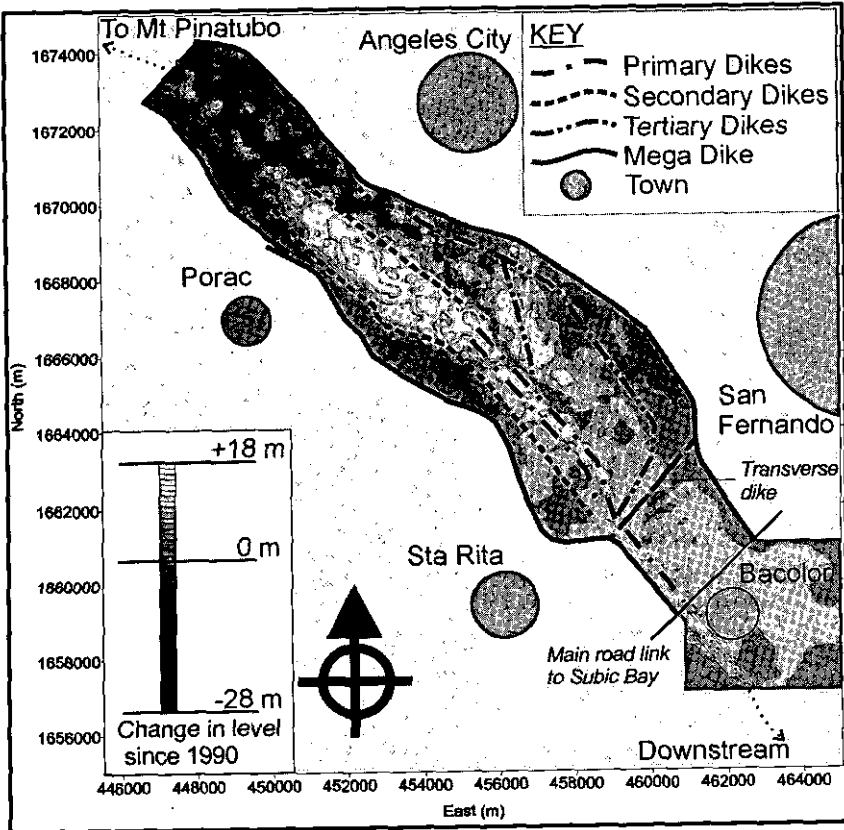 To Mt Pinatubo
Angeles City
KEY
Primary Dikes
Secondary Dikes
Tertiary Dikes
Mega Dike
Town
1674000
1672000
1670000
1668000
1666000
1664000
1662000
1660000
1658000
1656000
North (m)
Porac
San
Fernando
Transverse
dike
+18 m
0 m
-28 m
Change in level
since 1990
Sta Rita
Bacolor
Main road link
to Subic Bay
Downstream
446000 448000 450000 452000 454000 456000 458000 460000 462000 464000
East (m)